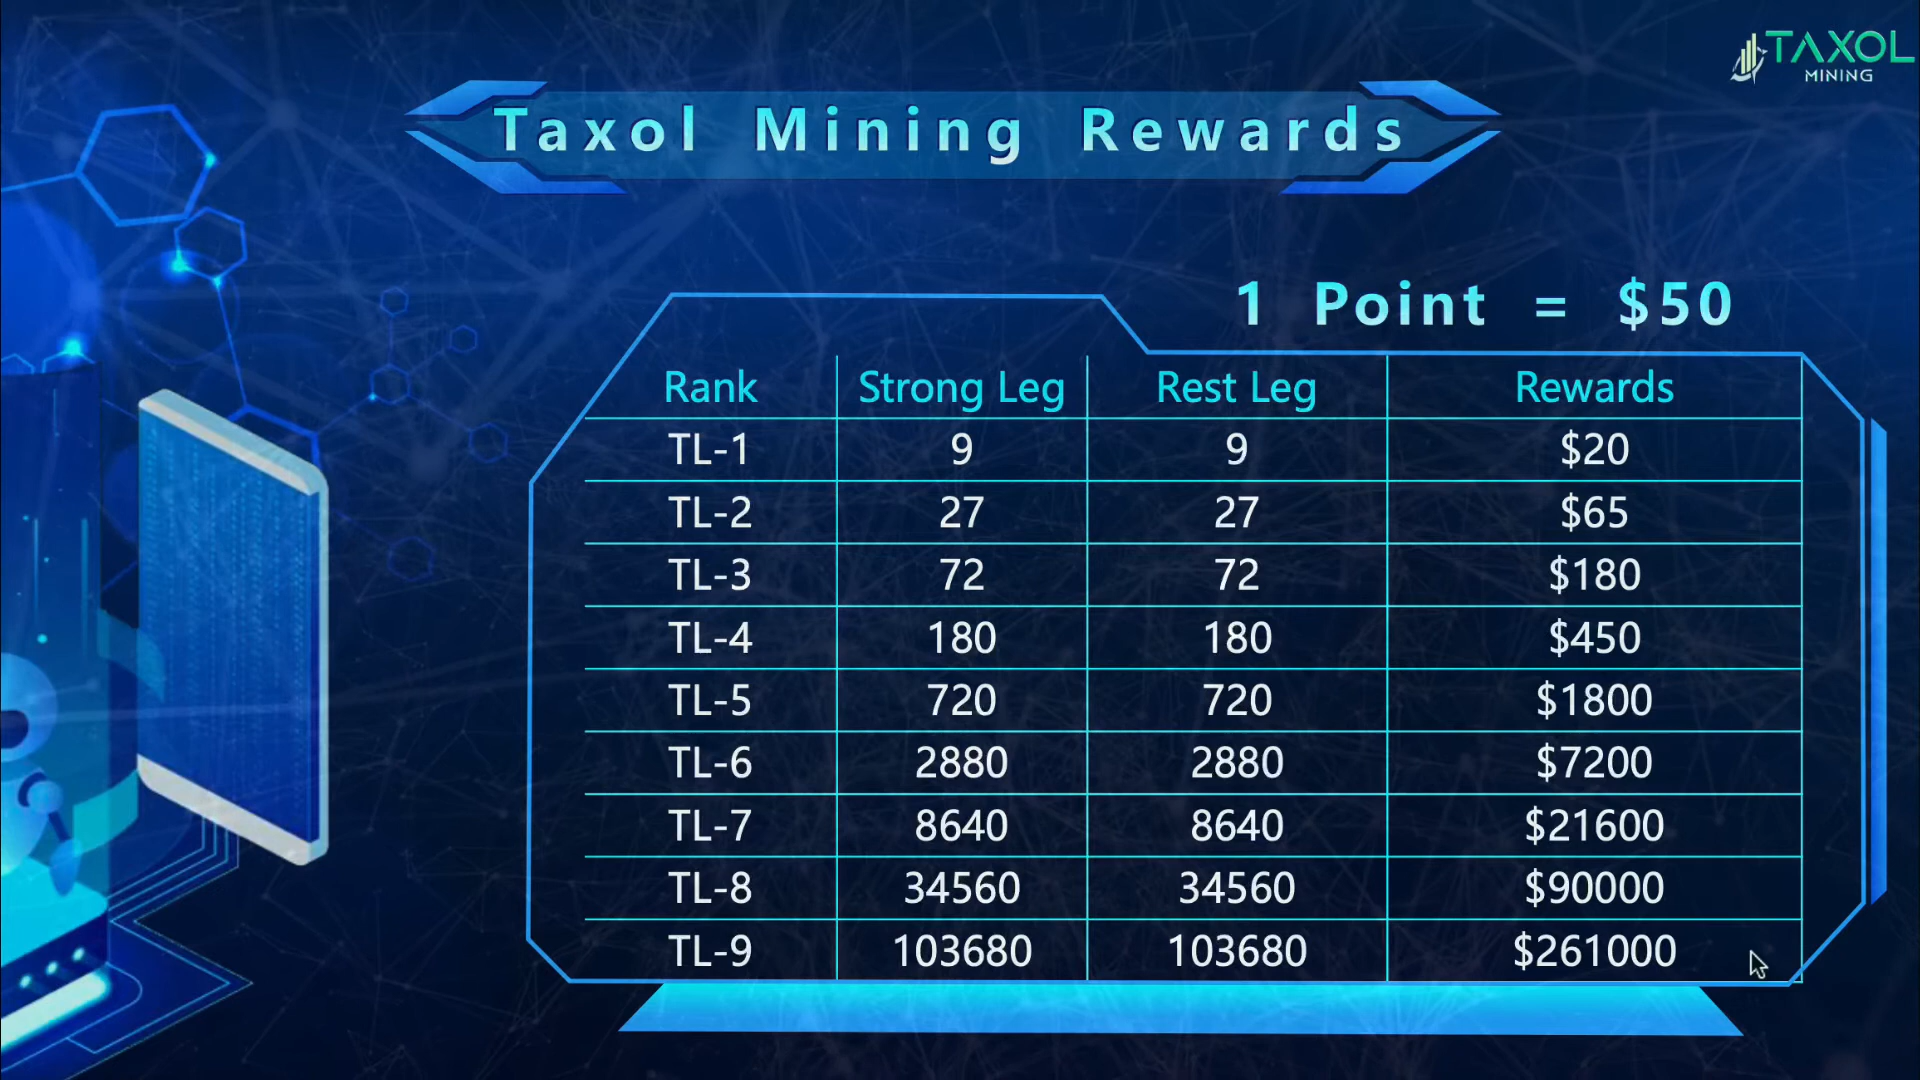 TAXOL
MINING
Taxol Mining Rewards
1 Point = $50
Rank Strong Leg Rest Leg Rewards
TL-1 9 9 $20
TL-2 27 27 $65
TL-3 72 72 $180
TL-4 180 180 $450
TL-5 720 720 $1800
TL-6 2880 2880 $7200
TL-7 8640 8640 $21600
TL-8 34560 34560 $90000
TL-9 103680 103680 $261000